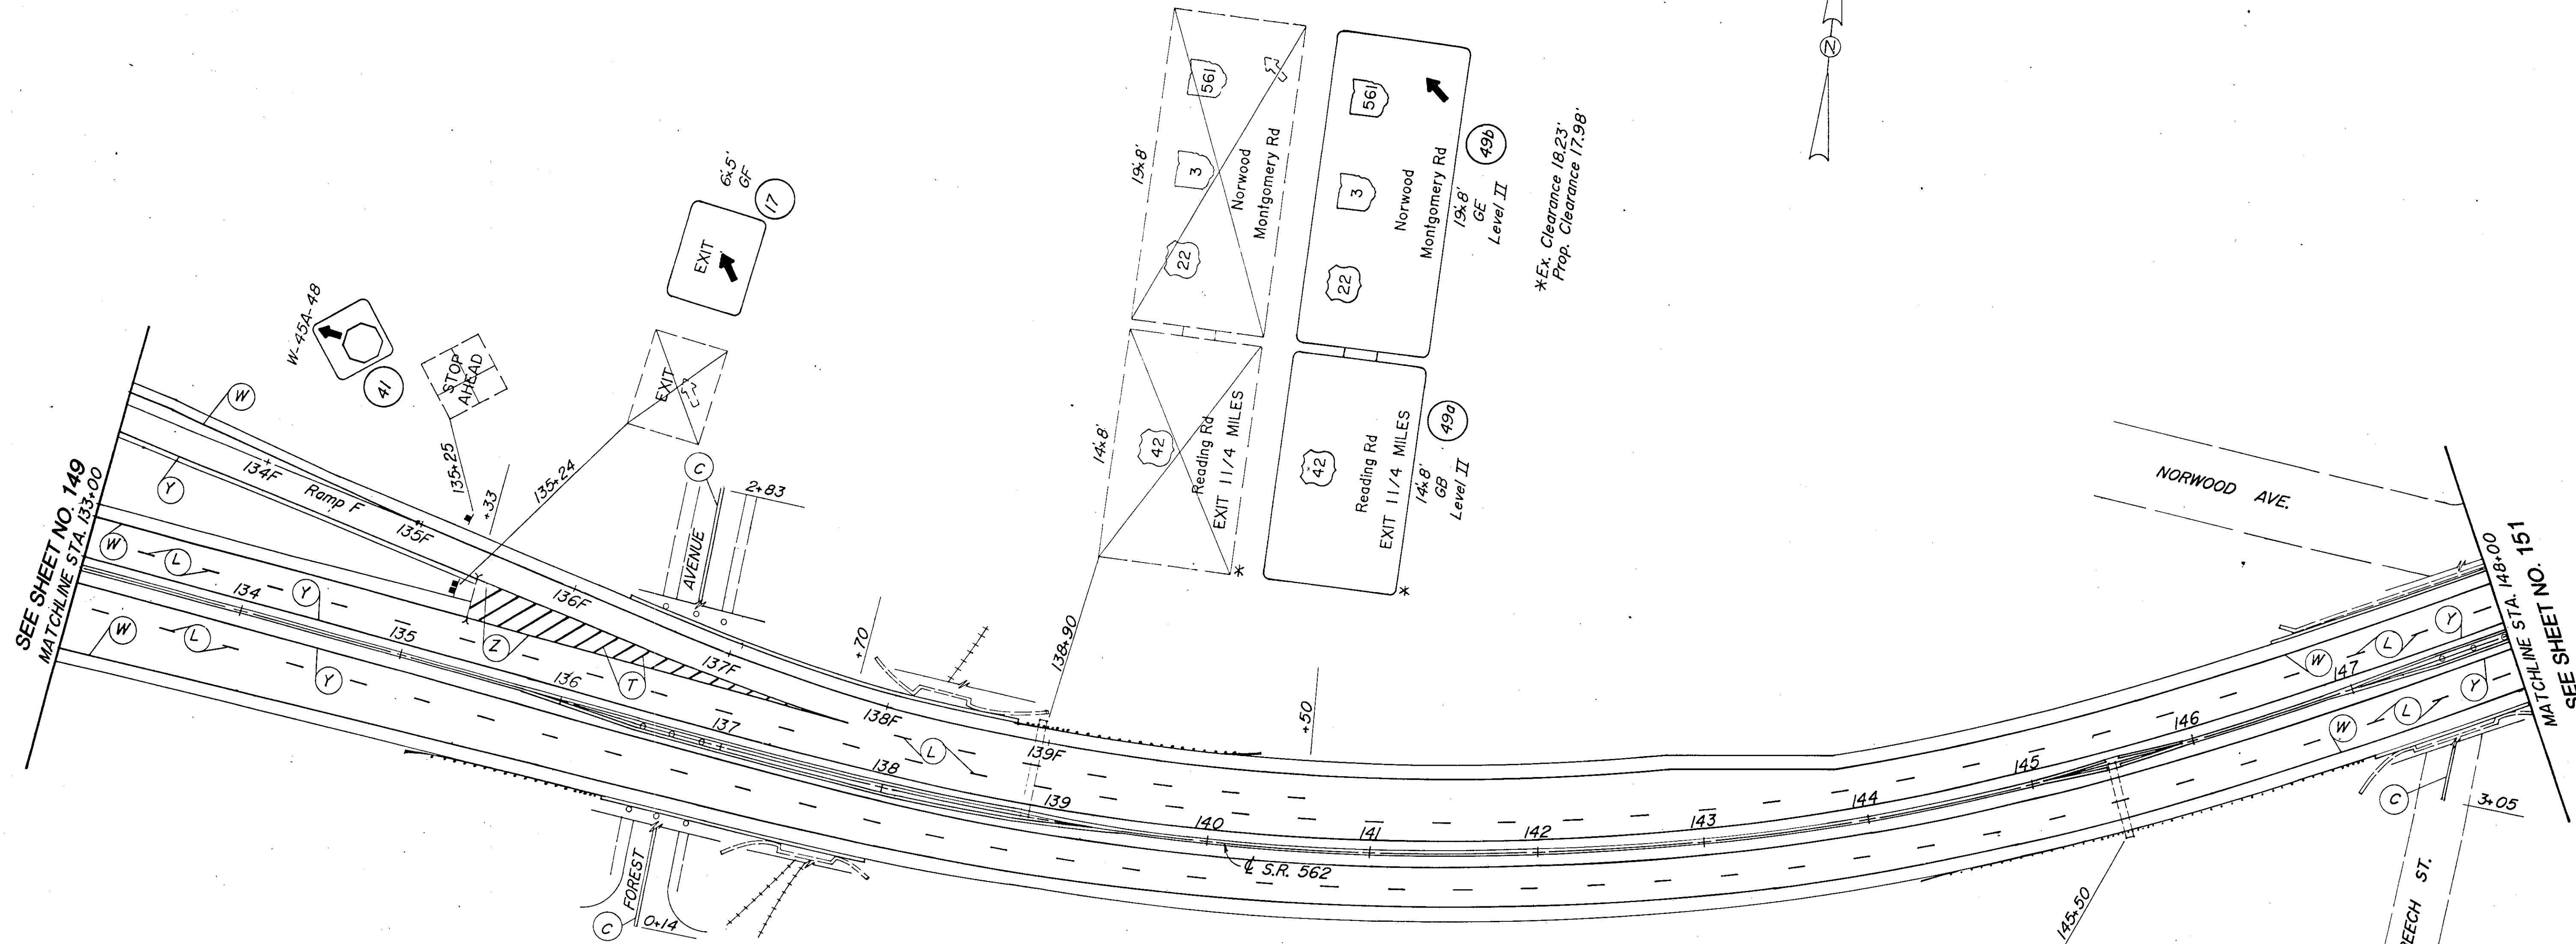 SEE SHEET NO. 149
MATCHLINE STA. 133+00
W-45A-48
41
STOP
AHEAD
135+25
+33
135+24
6'x5'
GF
17
EXIT
EXIT
C
2+83
AVENUE
19'x8'
561
3
22
Norwood
Montgomery Rd
14'x8'
42
Reading Rd
EXIT 1 1/4 MILES
*
561
3
22
Norwood
Montgomery Rd
19'x8'
GE
Level II
49b
42
Reading Rd
EXIT 1 1/4 MILES
14'x8'
GB
Level II
49a
*
*Ex. Clearance 18.23'
Prop. Clearance 17.98'
N
W
134F
Ramp F
Y
135F
136F
137F
138F
139F
W
L
Y
Z
T
L
134
135
136
137
138
139
140
141
142
143
144
145
146
147
W
L
Y
+70
138+90
+50
℄ S.R. 562
FOREST
C
0+14
NORWOOD AVE.
W
L
Y
W
L
Y
C
3+05
BEECH ST.
145+50
MATCHLINE STA. 148+00
SEE SHEET NO. 151